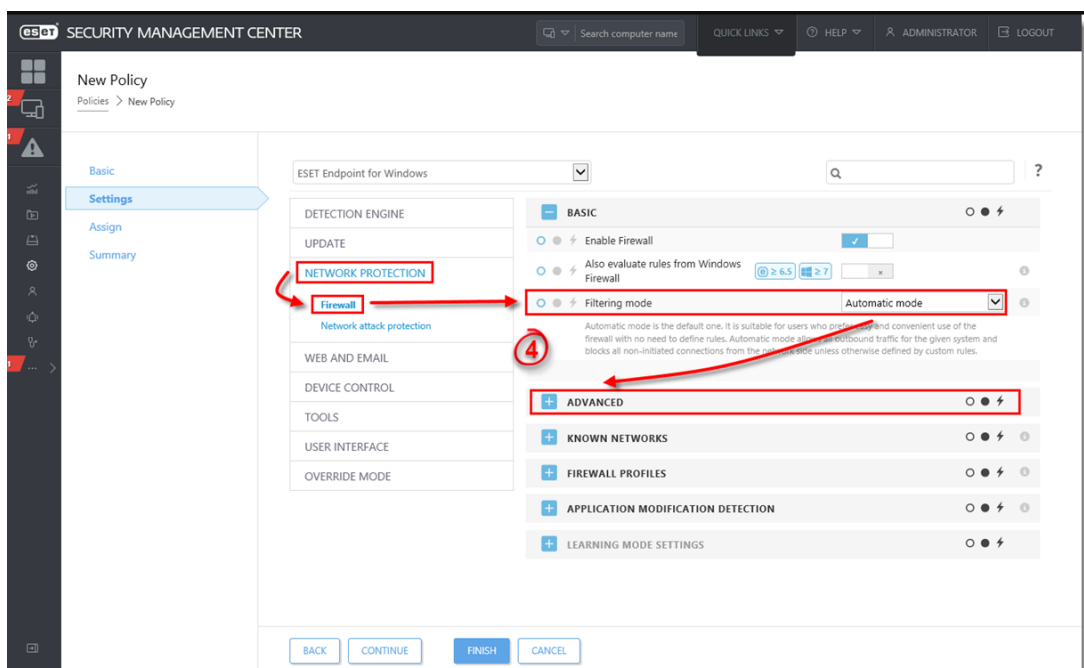 eset SECURITY MANAGEMENT CENTER
Search computer name
QUICK LINKS
HELP
ADMINISTRATOR
LOGOUT
New Policy
Policies > New Policy
Basic
Settings
Assign
Summary
ESET Endpoint for Windows
?
DETECTION ENGINE
UPDATE
NETWORK PROTECTION
Firewall
Network attack protection
WEB AND EMAIL
DEVICE CONTROL
TOOLS
USER INTERFACE
OVERRIDE MODE
BASIC
Enable Firewall
Also evaluate rules from Windows
Firewall
≥ 6.5
≥ 7
Filtering mode
Automatic mode
Automatic mode is the default one. It is suitable for users who prefer easy and convenient use of the
firewall with no need to define rules. Automatic mode allows all outbound traffic for the given system and
blocks all non-initiated connections from the network side unless otherwise defined by custom rules.
4
ADVANCED
KNOWN NETWORKS
FIREWALL PROFILES
APPLICATION MODIFICATION DETECTION
LEARNING MODE SETTINGS
BACK
CONTINUE
FINISH
CANCEL